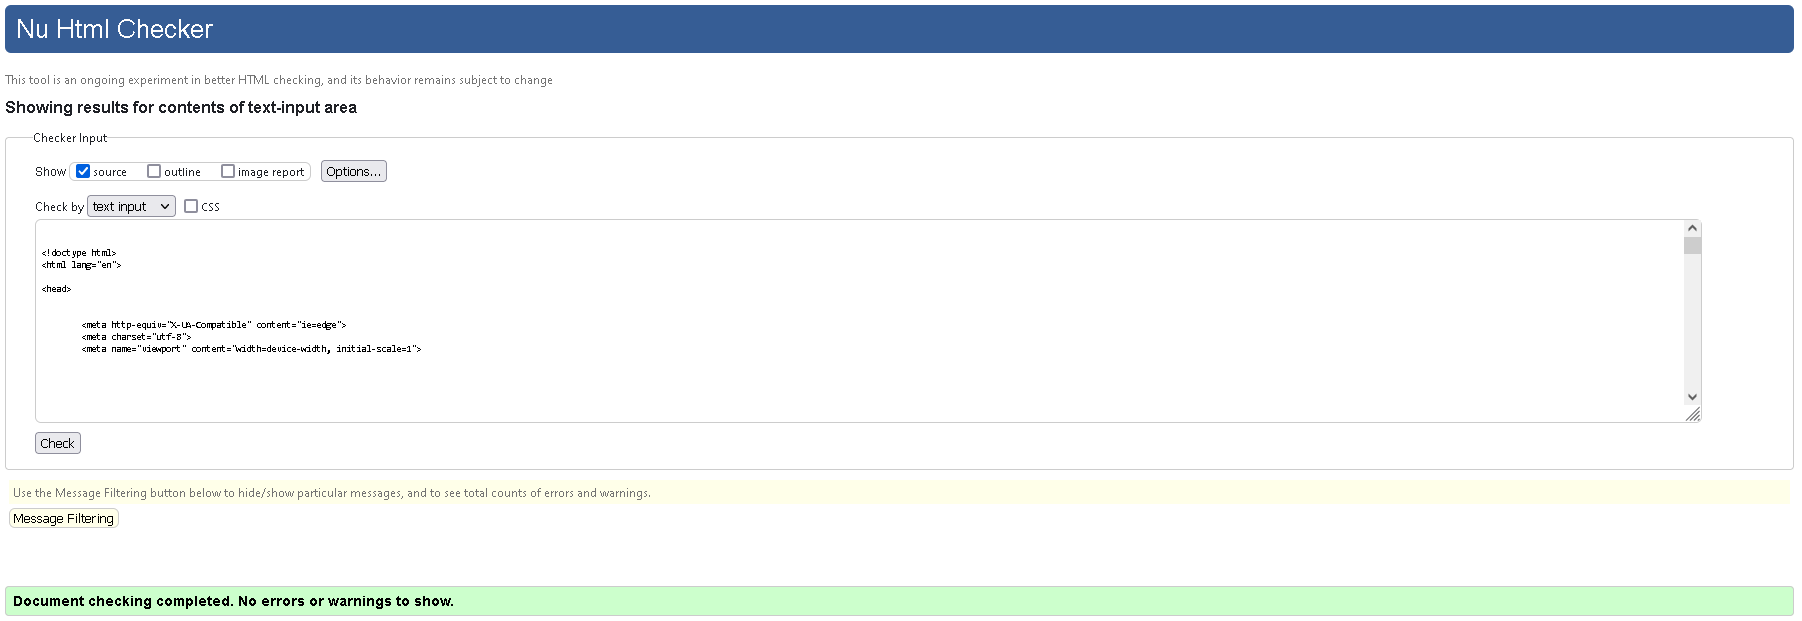 Nu Html Checker
This tool is an ongoing experiment in better HTML checking, and its behavior remains subject to change
Showing results for contents of text-input area
Checker Input
Show source outline image report Options...
Check by text input CSS
<!doctype html>
<html lang="en">
<head>
<meta http-equiv="X-UA-Compatible" content="ie=edge">
<meta charset="utf-8">
<meta name="viewport" content="width=device-width, initial-scale=1">
Check
Use the Message Filtering button below to hide/show particular messages, and to see total counts of errors and warnings.
Message Filtering
Document checking completed. No errors or warnings to show.